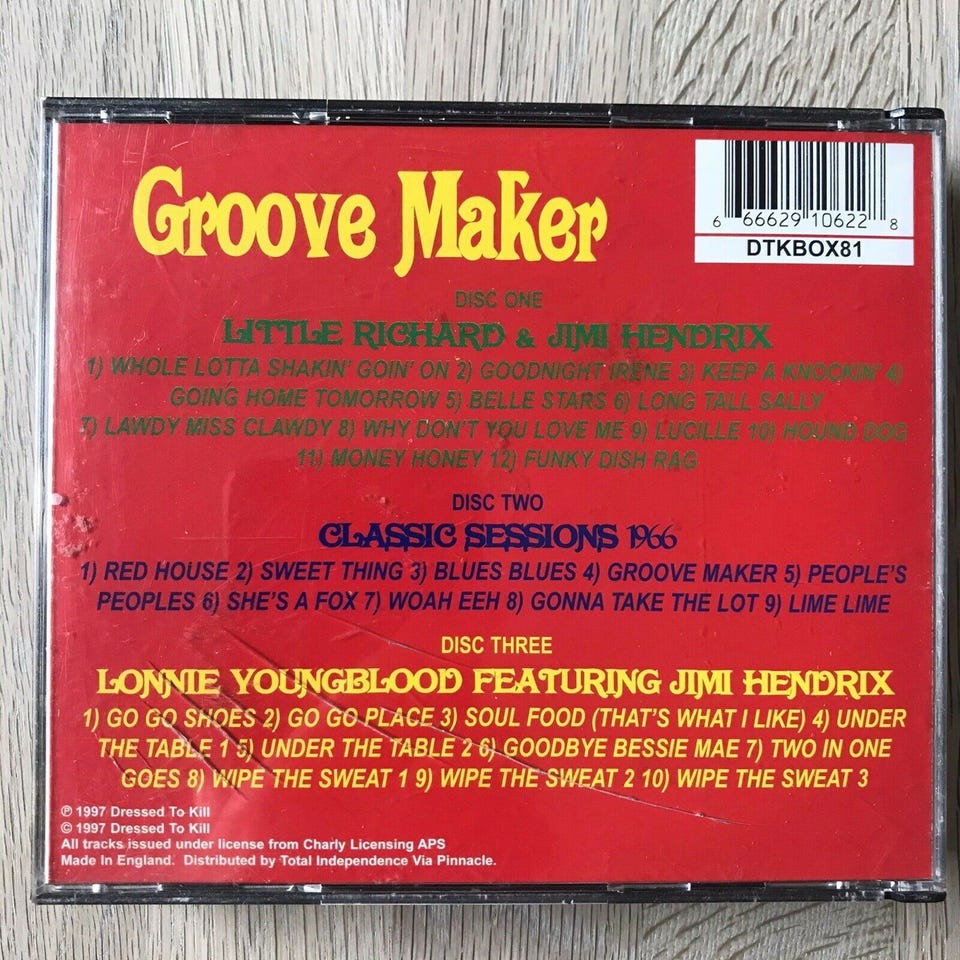 Groove Maker
6 66629 10622 8
DTKBOX81
DISC ONE
LITTLE RICHARD & JIMI HENDRIX
1) WHOLE LOTTA SHAKIN' GOIN' ON 2) GOODNIGHT IRENE 3) KEEP A KNOCKIN' 4)
GOING HOME TOMORROW 5) BELLE STARS 6) LONG TALL SALLY
7) LAWDY MISS CLAWDY 8) WHY DON'T YOU LOVE ME 9) LUCILLE 10) HOUND DOG
11) MONEY HONEY 12) FUNKY DISH RAG
DISC TWO
CLASSIC SESSIONS 1966
1) RED HOUSE 2) SWEET THING 3) BLUES BLUES 4) GROOVE MAKER 5) PEOPLE'S
PEOPLES 6) SHE'S A FOX 7) WOAH EEH 8) GONNA TAKE THE LOT 9) LIME LIME
DISC THREE
LONNIE YOUNGBLOOD FEATURING JIMI HENDRIX
1) GO GO SHOES 2) GO GO PLACE 3) SOUL FOOD (THAT'S WHAT I LIKE) 4) UNDER
THE TABLE 1 5) UNDER THE TABLE 2 6) GOODBYE BESSIE MAE 7) TWO IN ONE
GOES 8) WIPE THE SWEAT 1 9) WIPE THE SWEAT 2 10) WIPE THE SWEAT 3
℗ 1997 Dressed To Kill
© 1997 Dressed To Kill
All tracks issued under license from Charly Licensing APS
Made In England. Distributed by Total Independence Via Pinnacle.